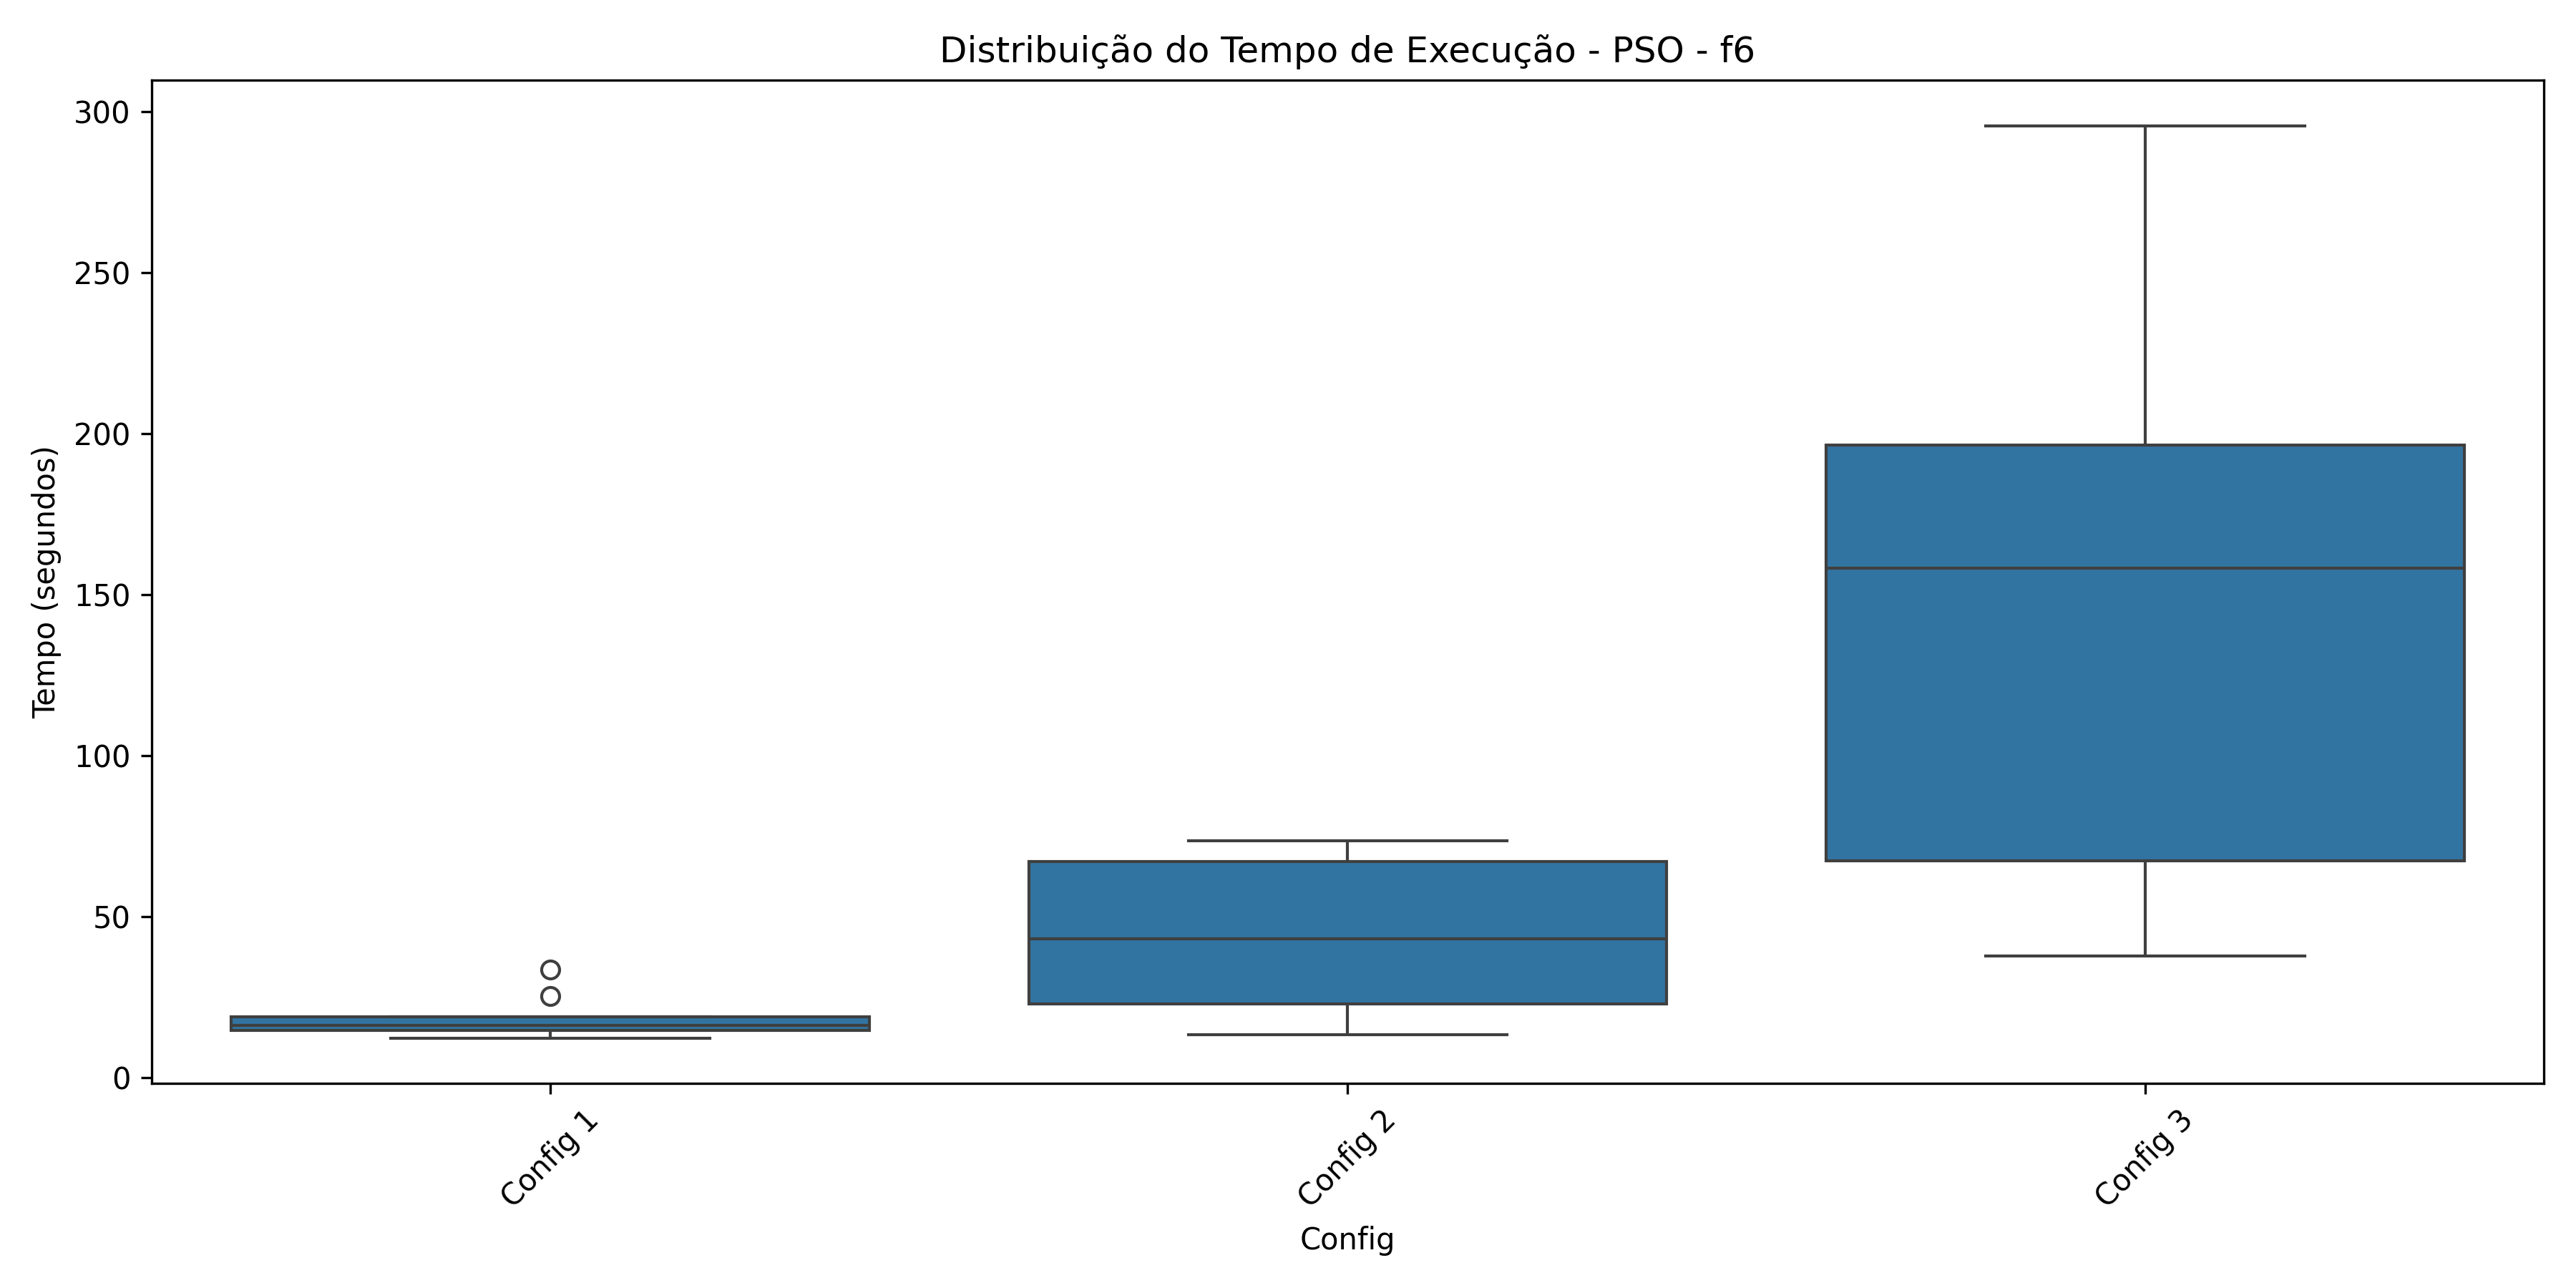 Distribuição do Tempo de Execução - PSO - f6
Tempo (segundos)
300
250
200
150
100
50
0
Config 1
Config 2
Config 3
Config